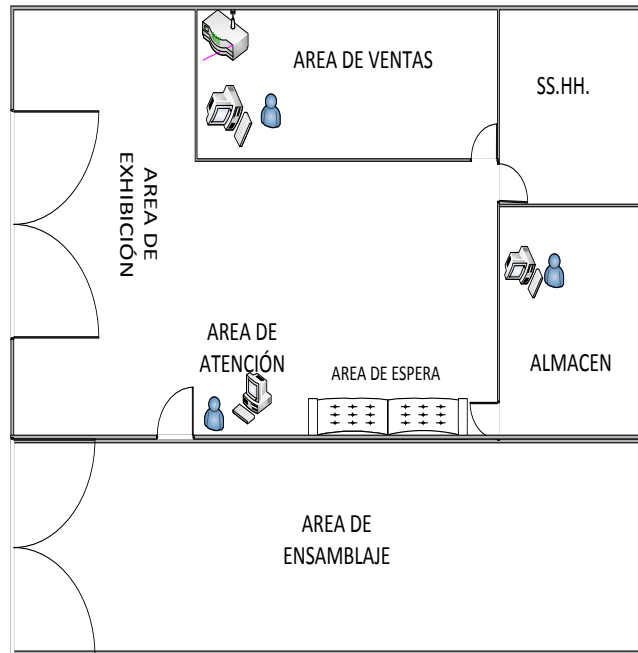 AREA DE VENTAS
SS.HH.
AREA DE
EXHIBICIÓN
AREA DE
ATENCIÓN
AREA DE ESPERA
ALMACEN
AREA DE
ENSAMBLAJE